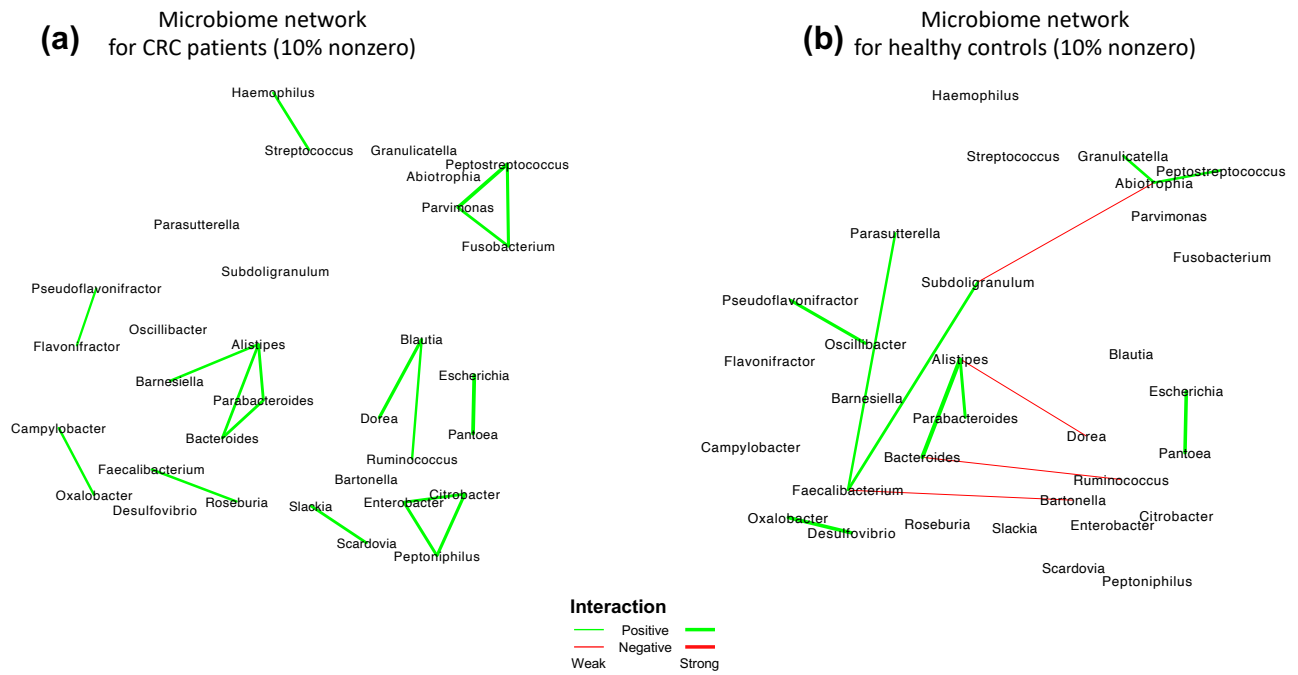 (a)
Microbiome network
for CRC patients (10% nonzero)
Haemophilus
Streptococcus
Granulicatella
Peptostreptococcus
Abiotrophia
Parvimonas
Parasutterella
Fusobacterium
Subdoligranulum
Pseudoflavonifractor
Oscillibacter
Flavonifractor
Alistipes
Blautia
Barnesiella
Escherichia
Parabacteroides
Dorea
Campylobacter
Bacteroides
Pantoea
Ruminococcus
Faecalibacterium
Bartonella
Oxalobacter
Citrobacter
Roseburia
Enterobacter
Slackia
Desulfovibrio
Scardovia
Peptoniphilus
(b)
Microbiome network
for healthy controls (10% nonzero)
Haemophilus
Streptococcus
Granulicatella
Peptostreptococcus
Abiotrophia
Parvimonas
Parasutterella
Fusobacterium
Subdoligranulum
Pseudoflavonifractor
Oscillibacter
Blautia
Alistipes
Flavonifractor
Escherichia
Barnesiella
Parabacteroides
Dorea
Campylobacter
Pantoea
Bacteroides
Ruminococcus
Faecalibacterium
Bartonella
Oxalobacter
Citrobacter
Roseburia
Enterobacter
Slackia
Desulfovibrio
Scardovia
Peptoniphilus
Interaction
Positive
Negative
Weak Strong